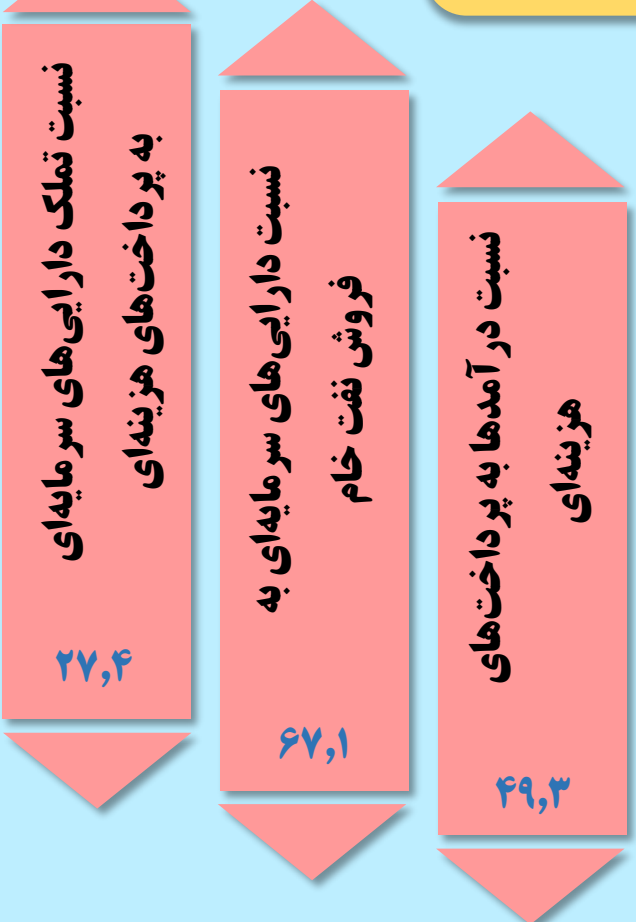 نسبت درآمدها به پرداخت‌های
هزینه‌ای
۴۹,۳
نسبت دارایی‌های سرمایه‌ای به
فروش نفت خام
۶۷,۱
نسبت تملک دارایی‌های سرمایه‌ای
به پرداخت‌های هزینه‌ای
۲۷,۴